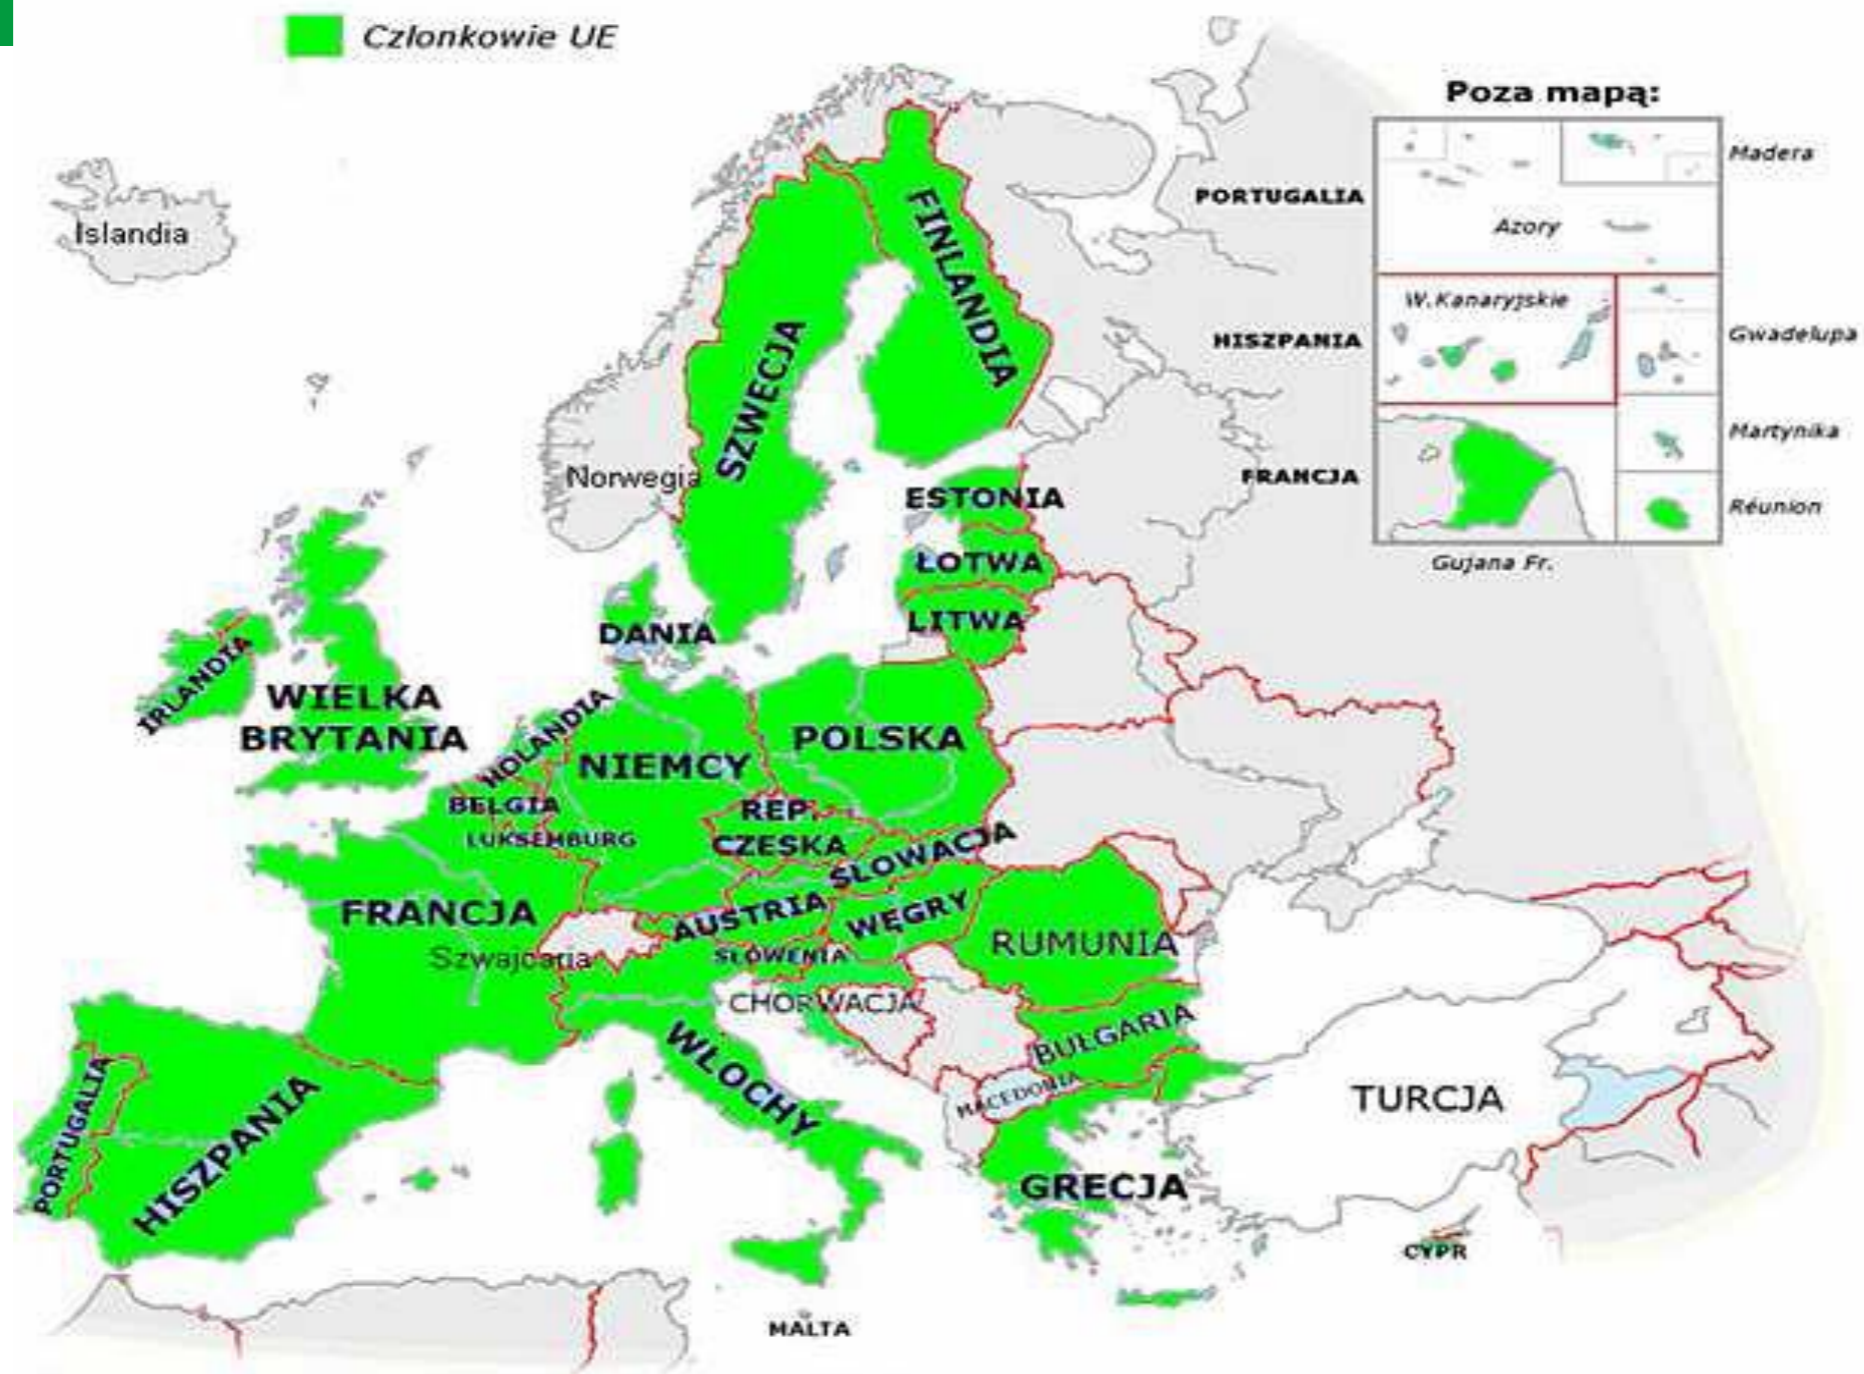 Członkowie UE
Poza mapą:
Madera
PORTUGALIA
Azory
Islandia
FINLANDIA
W.Kanaryjskie
HISZPANIA
Gwadelupa
SZWECJA
Martynika
Norwegia
FRANCJA
ESTONIA
Réunion
ŁOTWA
Gujana Fr.
LITWA
DANIA
IRLANDIA
WIELKA
BRYTANIA
HOLANDIA
POLSKA
NIEMCY
BELGIA
REP.
CZESKA
LUKSEMBURG
SŁOWACJA
FRANCJA
AUSTRIA
WĘGRY
RUMUNIA
Szwajcaria
SŁOWENIA
CHORWACJA
BUŁGARIA
WŁOCHY
MACEDONIA
TURCJA
PORTUGALIA
HISZPANIA
GRECJA
CYPR
MALTA